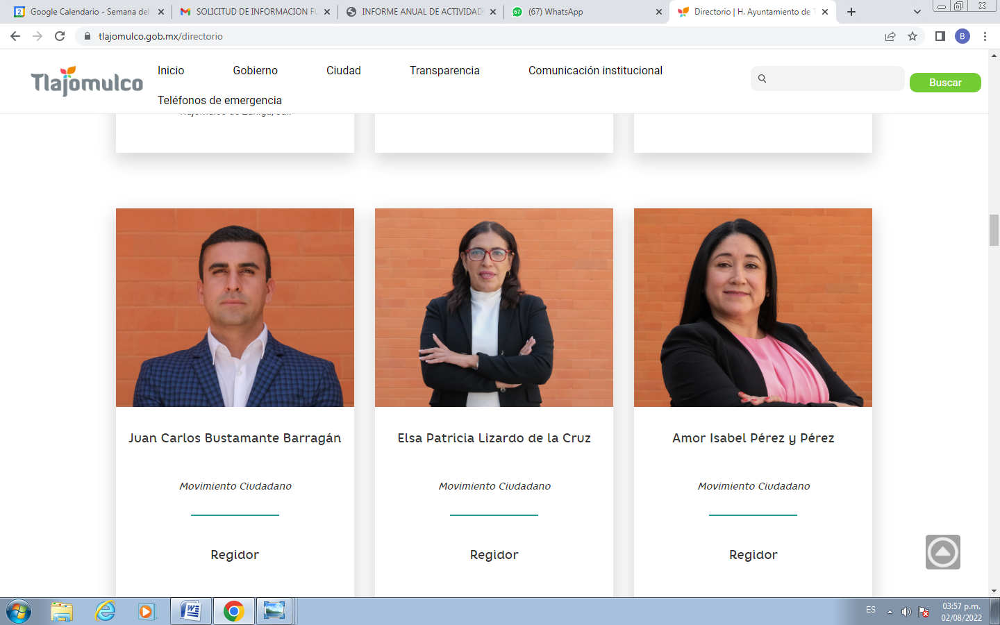 Google Calendario - Semana del
SOLICITUD DE INFORMACION FU
INFORME ANUAL DE ACTIVIDAD
(67) WhatsApp
Directorio | H. Ayuntamiento de T
tlajomulco.gob.mx/directorio
B
Tlajomulco
Inicio
Gobierno
Ciudad
Transparencia
Comunicación institucional
Teléfonos de emergencia
Buscar
Juan Carlos Bustamante Barragán
Movimiento Ciudadano
Regidor
Elsa Patricia Lizardo de la Cruz
Movimiento Ciudadano
Regidor
Amor Isabel Pérez y Pérez
Movimiento Ciudadano
Regidor
ES
03:57 p.m.
02/08/2022